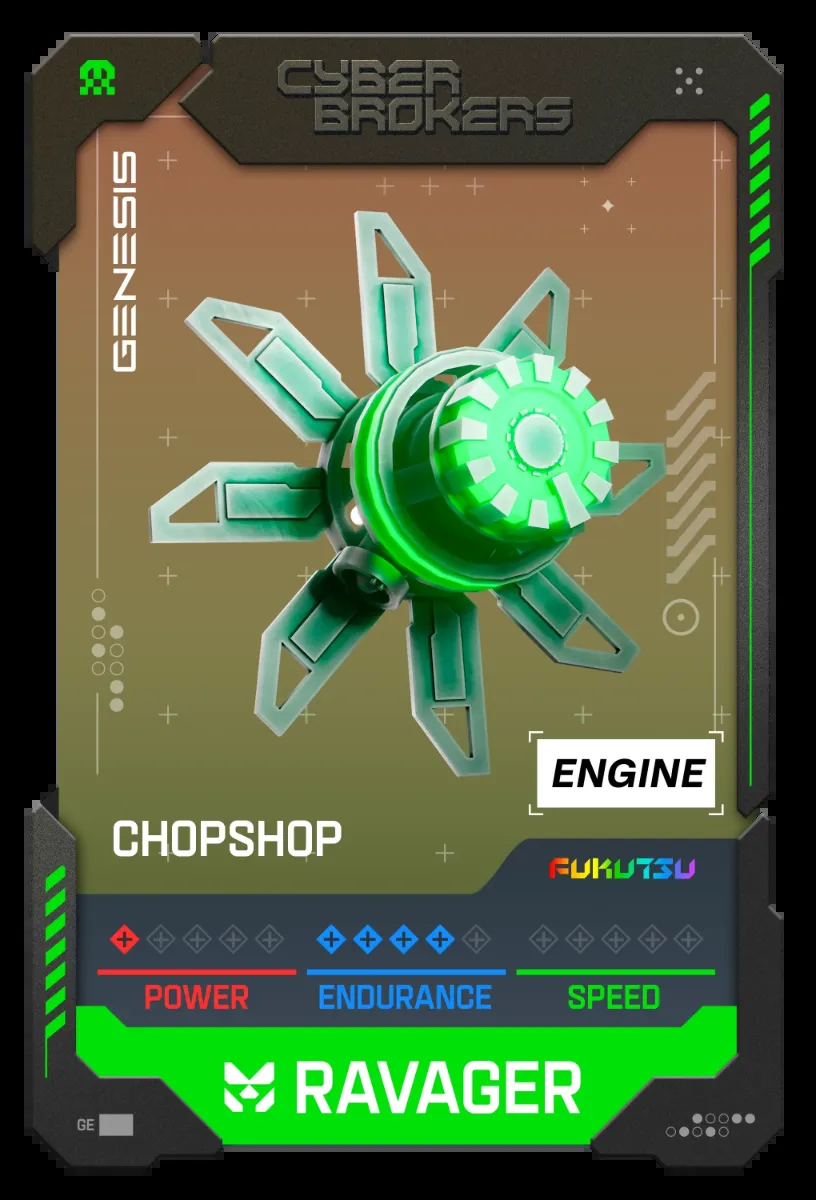 CYBER
BROKERS
GENESIS
ENGINE
CHOPSHOP
FUKUTSU
POWER
ENDURANCE
SPEED
RAVAGER
GE